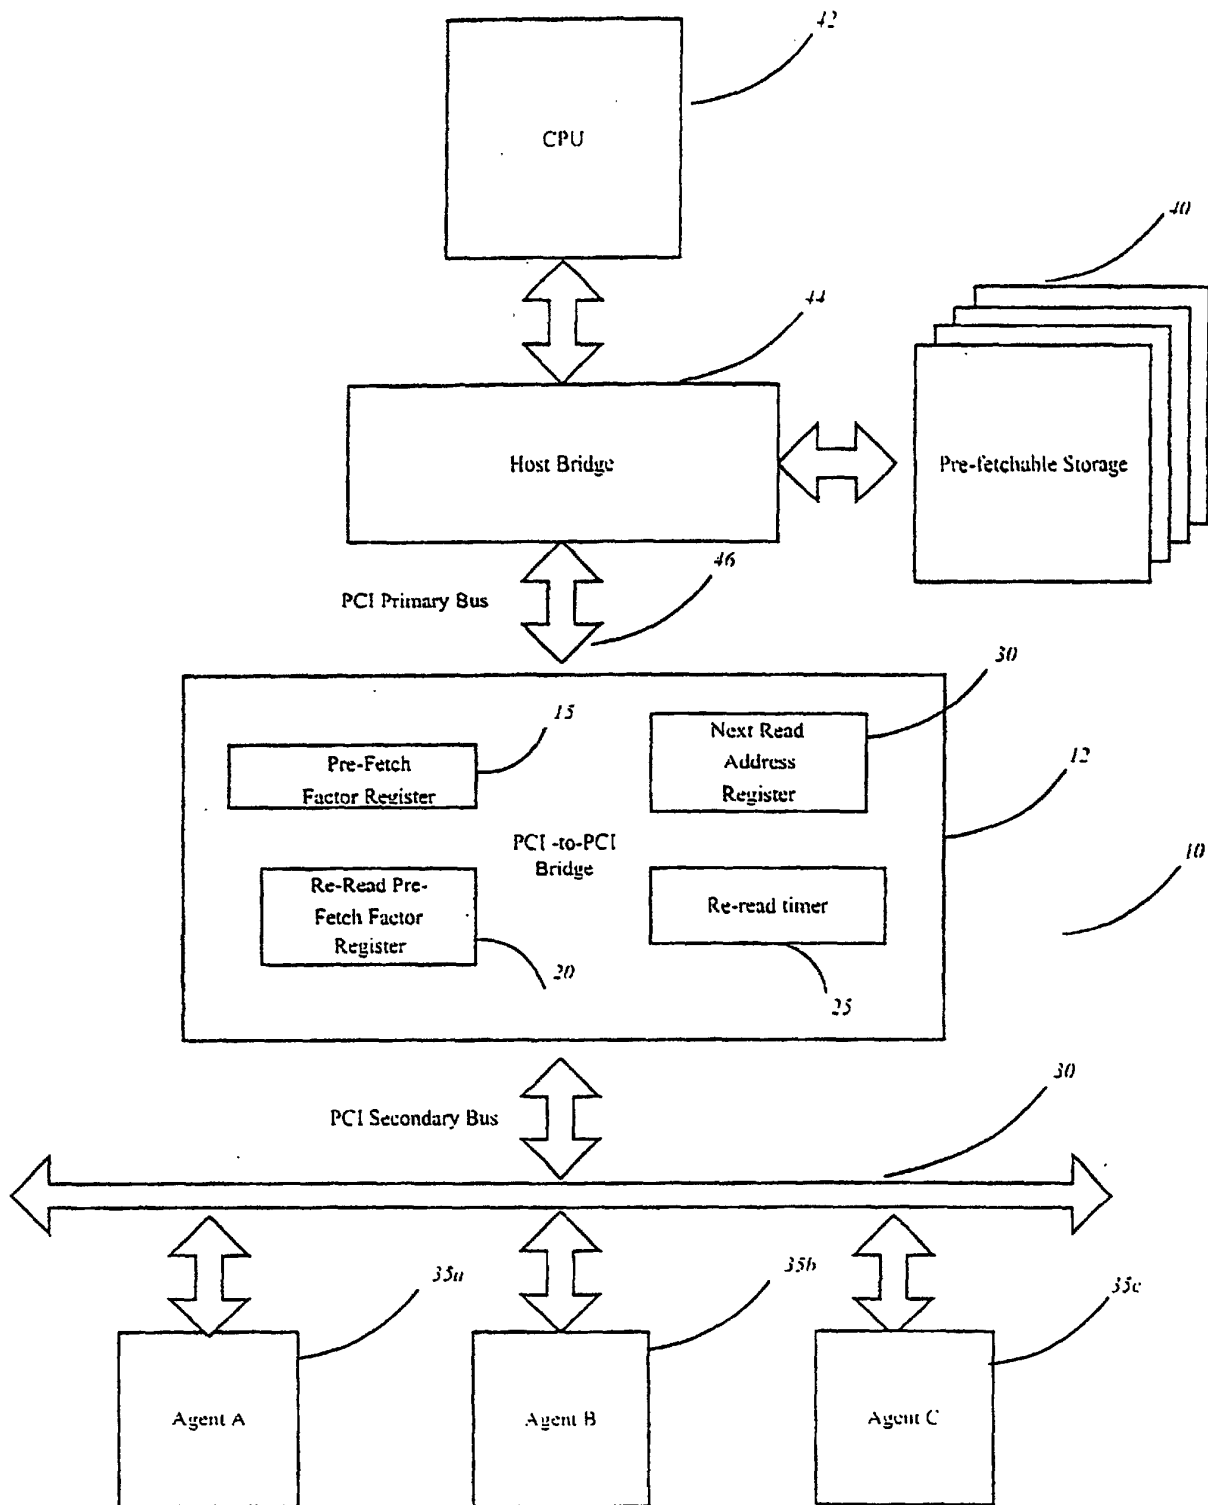 42
CPU
40
44
Host Bridge
Pre-fetchable Storage
46
PCI Primary Bus
30
15
Next Read
Address
Register
Pre-Fetch
Factor Register
12
PCI -to-PCI
Bridge
10
Re-Read Pre-
Fetch Factor
Register
Re-read timer
20
25
30
PCI Secondary Bus
35a
35b
35c
Agent A
Agent B
Agent C